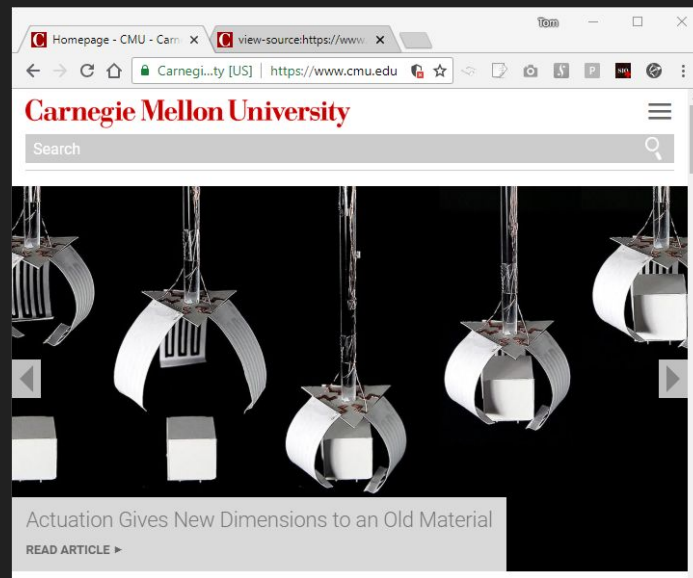 Tom
Homepage - CMU - Carn
view-source:https://www.
Carnegi...ty [US] | https://www.cmu.edu
Carnegie Mellon University
Search
Actuation Gives New Dimensions to an Old Material
READ ARTICLE ►